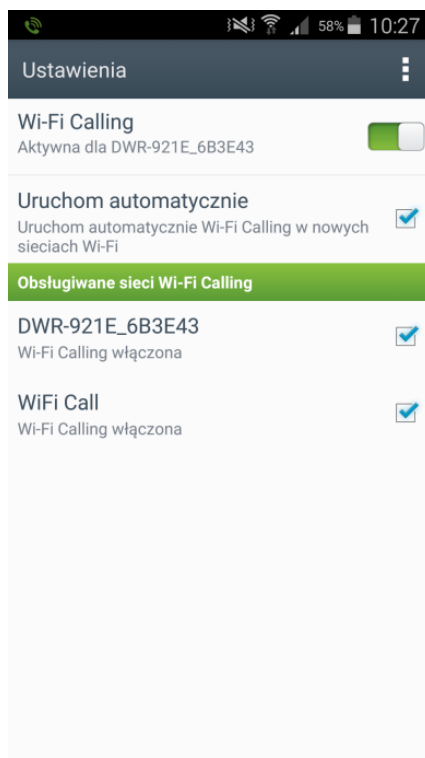 58% 10:27
Ustawienia
Wi-Fi Calling
Aktywna dla DWR-921E_6B3E43
Uruchom automatycznie
Uruchom automatycznie Wi-Fi Calling w nowych
sieciach Wi-Fi
Obsługiwane sieci Wi-Fi Calling
DWR-921E_6B3E43
Wi-Fi Calling włączona
WiFi Call
Wi-Fi Calling włączona